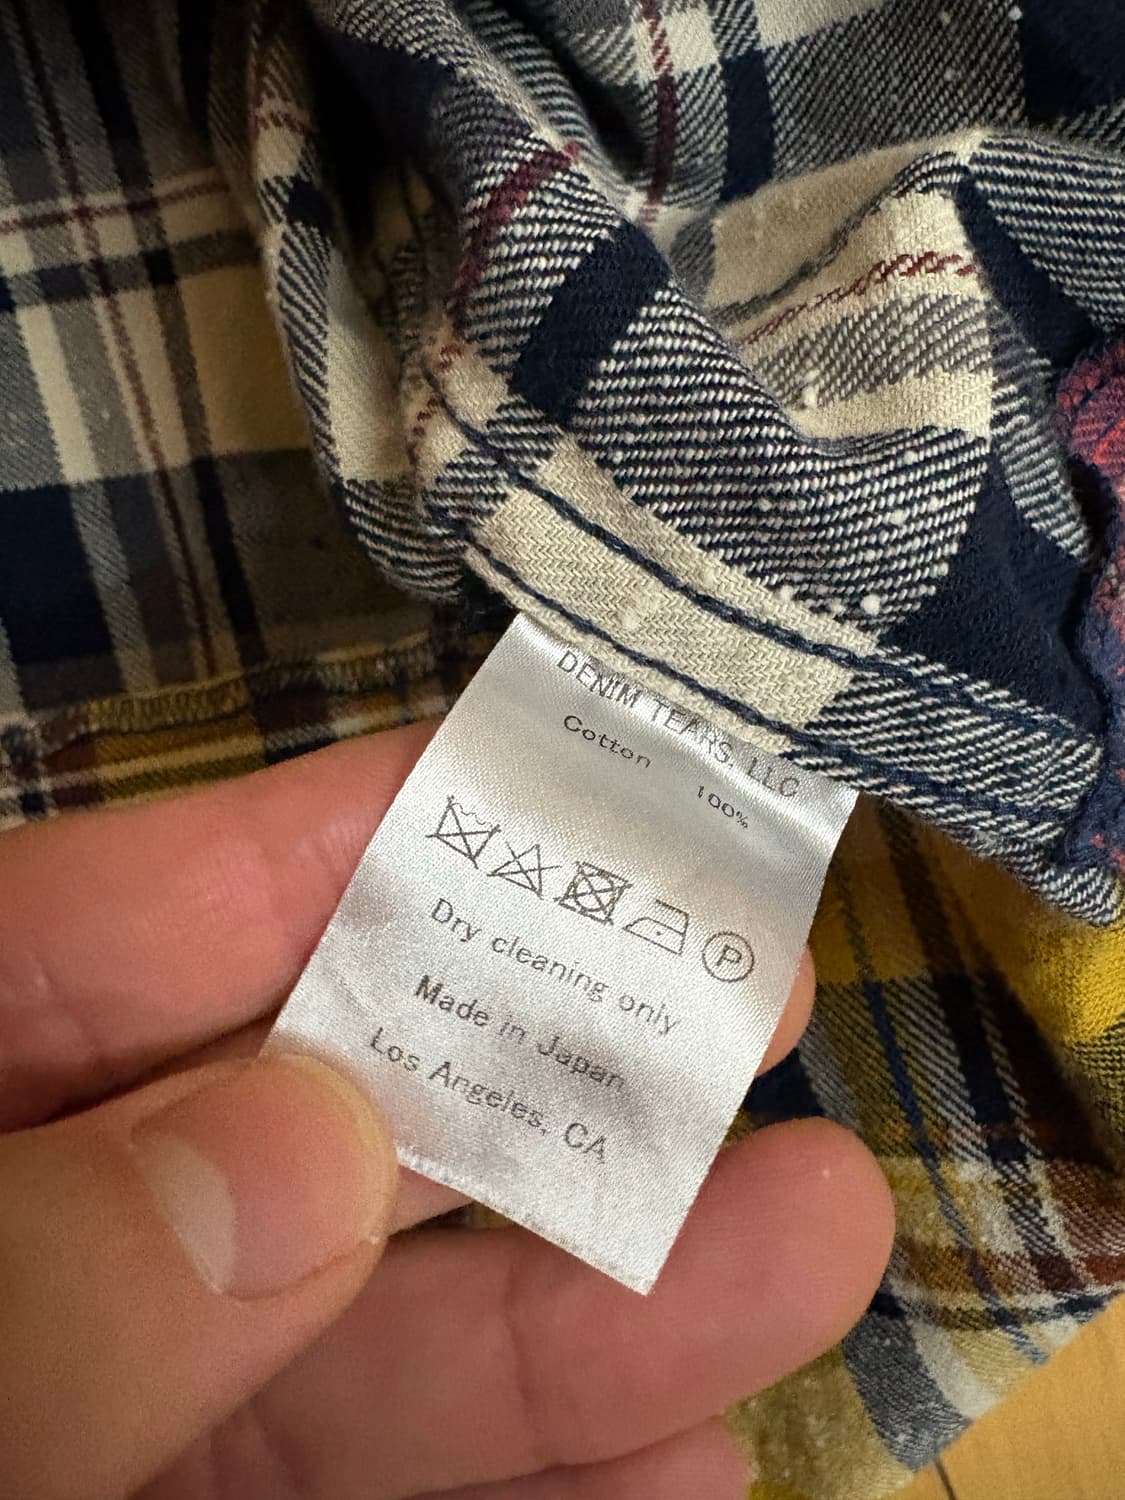 DENIM TEARS, LLC
Cotton 100%
P
Dry cleaning only
Made in Japan
Los Angeles, CA